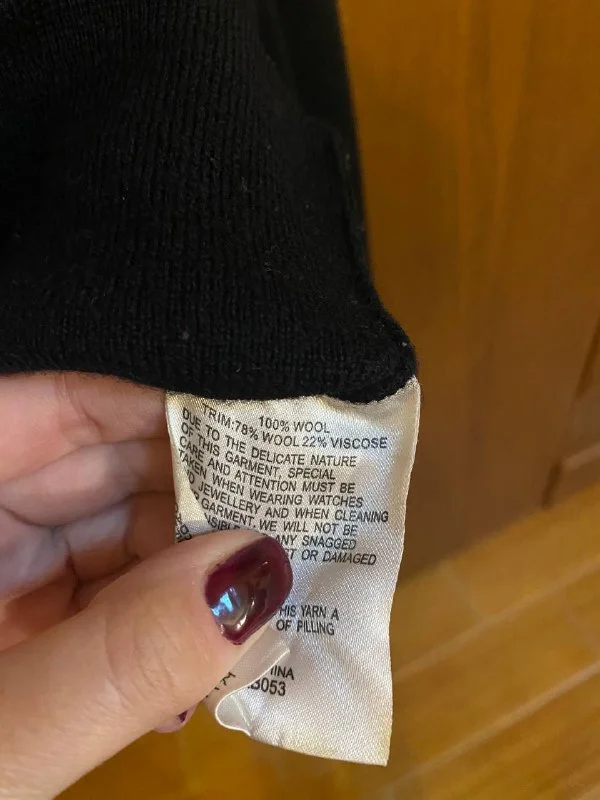 100% WOOL
TRIM:78% WOOL 22% VISCOSE
DUE TO THE DELICATE NATURE
OF THIS GARMENT, SPECIAL
CARE AND ATTENTION MUST BE
TAKEN WHEN WEARING WATCHES
JEWELLERY AND WHEN CLEANING
GARMENT. WE WILL NOT BE
ANY SNAGGED
OR DAMAGED
THIS YARN A
OF PILLING